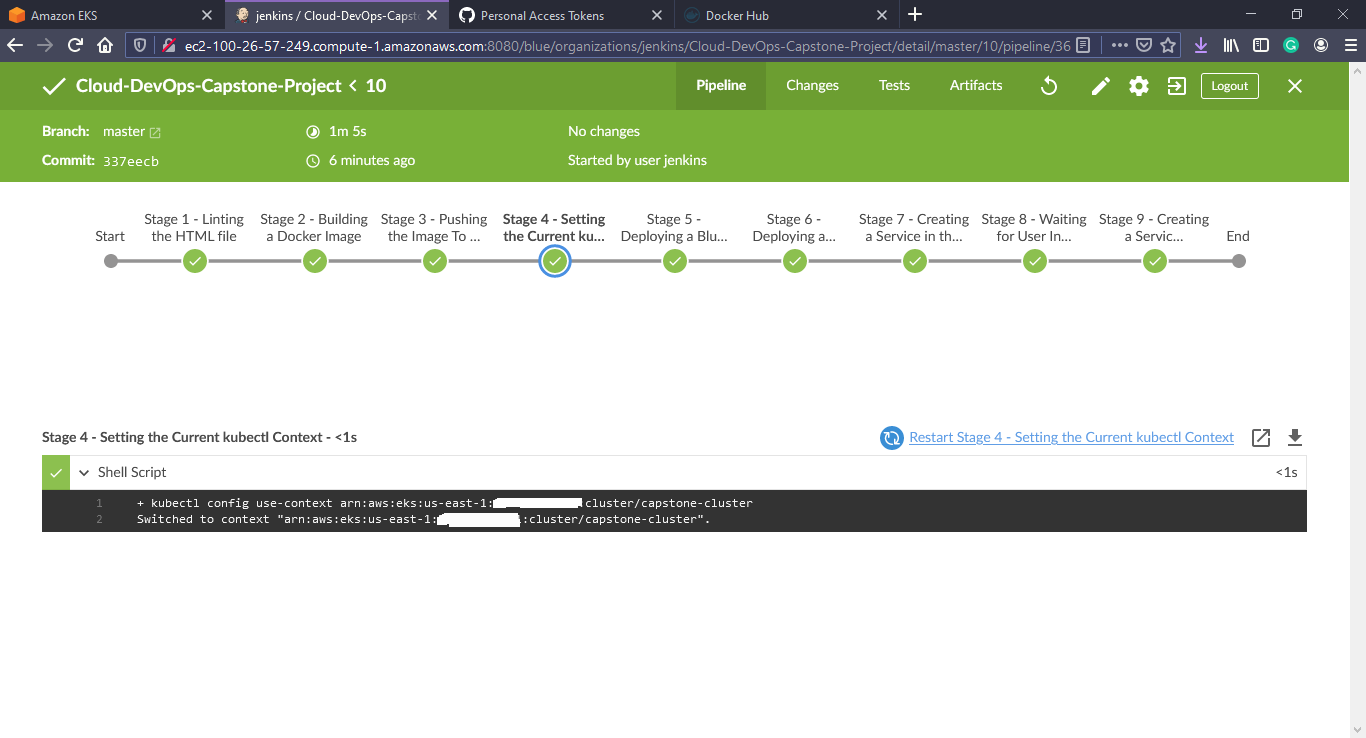 Amazon EKS
jenkins / Cloud-DevOps-Capst
Personal Access Tokens
Docker Hub
ec2-100-26-57-249.compute-1.amazonaws.com:8080/blue/organizations/jenkins/Cloud-DevOps-Capstone-Project/detail/master/10/pipeline/36
Cloud-DevOps-Capstone-Project < 10
Pipeline Changes Tests Artifacts Logout
Branch: master 1m 5s No changes
Commit: 337eecb 6 minutes ago Started by user jenkins
Start
Stage 1 - Linting
the HTML file
Stage 2 - Building
a Docker Image
Stage 3 - Pushing
the Image To ...
Stage 4 - Setting
the Current ku...
Stage 5 -
Deploying a Blu...
Stage 6 -
Deploying a...
Stage 7 - Creating
a Service in th...
Stage 8 - Waiting
for User In...
Stage 9 - Creating
a Servic...
End
Stage 4 - Setting the Current kubectl Context - <1s
Restart Stage 4 - Setting the Current kubectl Context
Shell Script <1s
1 + kubectl config use-context arn:aws:eks:us-east-1: :cluster/capstone-cluster
2 Switched to context "arn:aws:eks:us-east-1: :cluster/capstone-cluster".